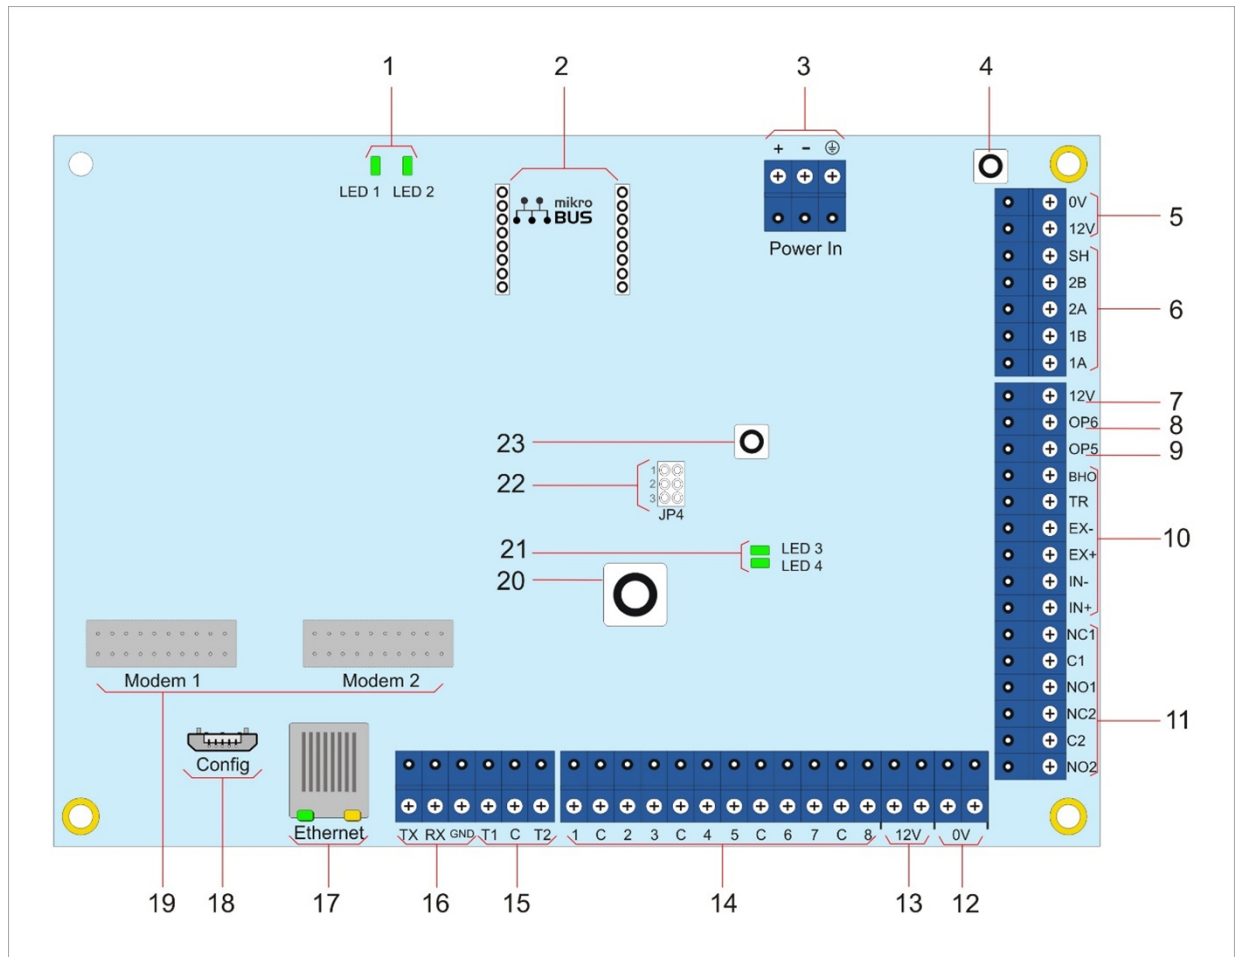 1 2 3 4
+ - ⏚
LED 1 LED 2
mikro
BUS
Power In
0V
12V
5
SH
2B
2A
1B
1A
6
12V
7
OP6
8
OP5
9
BHO
TR
EX-
EX+
IN-
IN+
10
NC1
C1
NO1
NC2
C2
NO2
11
23
22
1
2
3
JP4
21
LED 3
LED 4
20
Modem 1 Modem 2
Config
Ethernet
TX RX GND T1 C T2 1 C 2 3 C 4 5 C 6 7 C 8 12V 0V
19 18 17 16 15 14 13 12